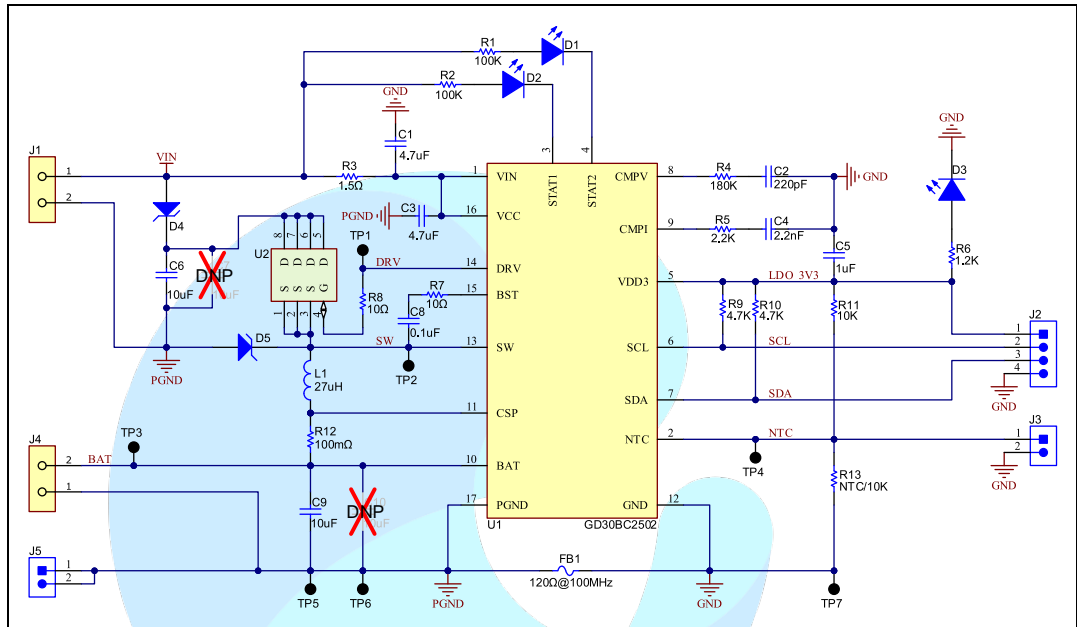 R1
100K
D1
R2
100K
D2
GND
C1
4.7uF
GND
D3
J1
1
2
VIN
R3
1.5Ω
3
STAT1
4
STAT2
1
VIN
CMPV
8
R4
180K
C2
220pF
GND
D4
PGND
C3
4.7uF
16
VCC
CMPI
9
R5
2.2K
C4
2.2nF
8
7
6
5
U2
D
D
D
D
S
S
S
G
1
2
3
4
TP1
C6
10uF
DNP
DRV
14
DRV
C5
1uF
R6
1.2K
R7
10Ω
15
BST
VDD3
5
LDO 3V3
R8
10Ω
C8
0.1uF
R9
4.7K
R10
4.7K
R11
10K
J2
1
2
3
4
D5
SW
13
SW
SCL
6
SCL
PGND
TP2
L1
27uH
SDA
7
SDA
GND
11
CSP
R12
100mΩ
TP3
J4
2
BAT
1
NTC
2
NTC
J3
1
2
GND
TP4
10
BAT
R13
NTC/10K
C9
10uF
DNP
17
PGND
GND
12
U1
GD30BC2502
J5
1
2
FB1
120Ω@100MHz
TP5
TP6
PGND
GND
TP7